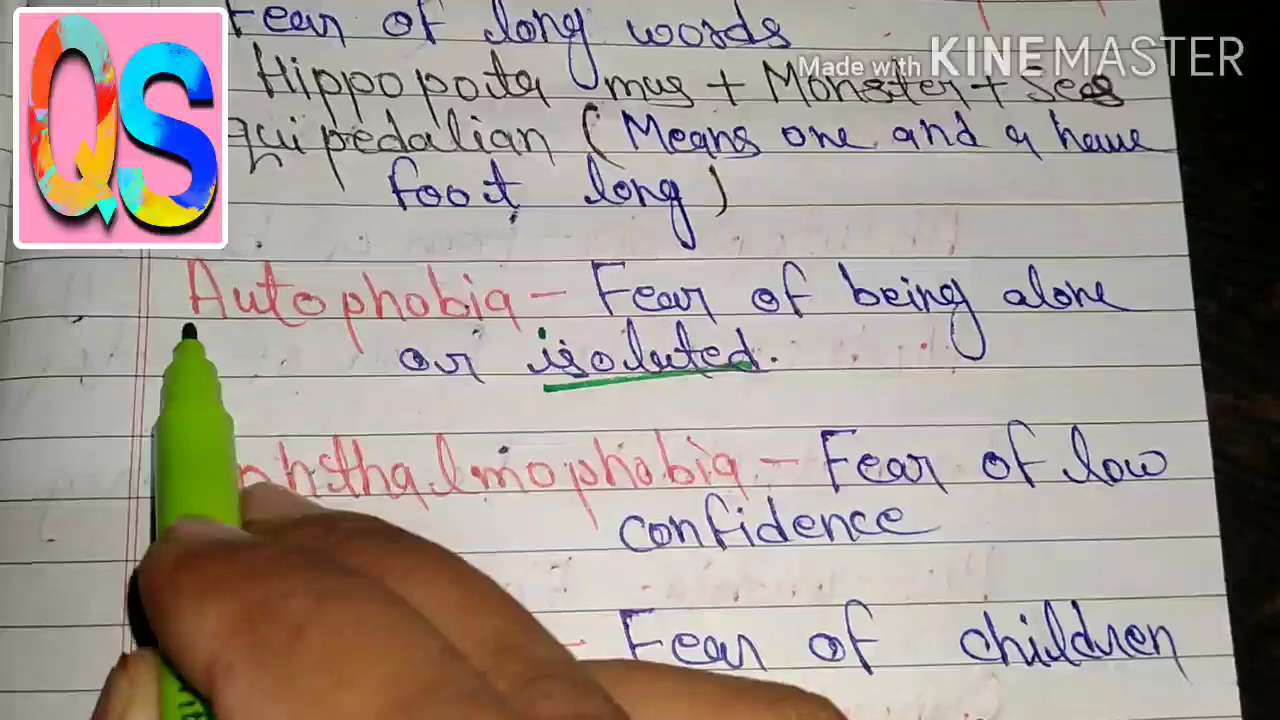 QS
Fear of long words
Made with KINEMASTER
Hippopota mus + Monster + ses
quipedalian (Means one and a have
foot long)
Autophobia - Fear of being alone
or isoluted.
phthalmophobia - Fear of low
confidence
- Fear of children